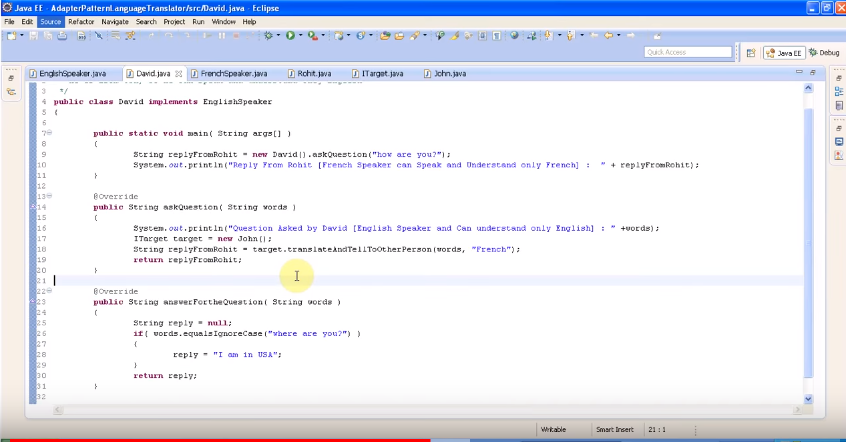 Java EE - AdapterPatternLanguageTranslator/src/David.java - Eclipse
File Edit Source Refactor Navigate Search Project Run Window Help
Quick Access
Java EE
Debug
EnglishSpeaker.java David.java FrenchSpeaker.java Rohit.java ITarget.java John.java
3 */
4 public class David implements EnglishSpeaker
5 {
6
7 public static void main( String args[] )
8 {
9 String replyFromRohit = new David().askQuestion("how are you?");
10 System.out.println("Reply From Rohit [French Speaker can Speak and Understand only French] :  " + replyFromRohit);
11 }
12
13 @Override
14 public String askQuestion( String words )
15 {
16 System.out.println("Question Asked by David [English Speaker and Can understand only English] : " +words);
17 ITarget target = new John();
18 String replyFromRohit = target.translateAndTellToOtherPerson(words, "French");
19 return replyFromRohit;
20 }
21
22 @Override
23 public String answerFortheQuestion( String words )
24 {
25 String reply = null;
26 if( words.equalsIgnoreCase("where are you?") )
27 {
28 reply = "I am in USA";
29 }
30 return reply;
31 }
32
Writable Smart Insert 21 : 1